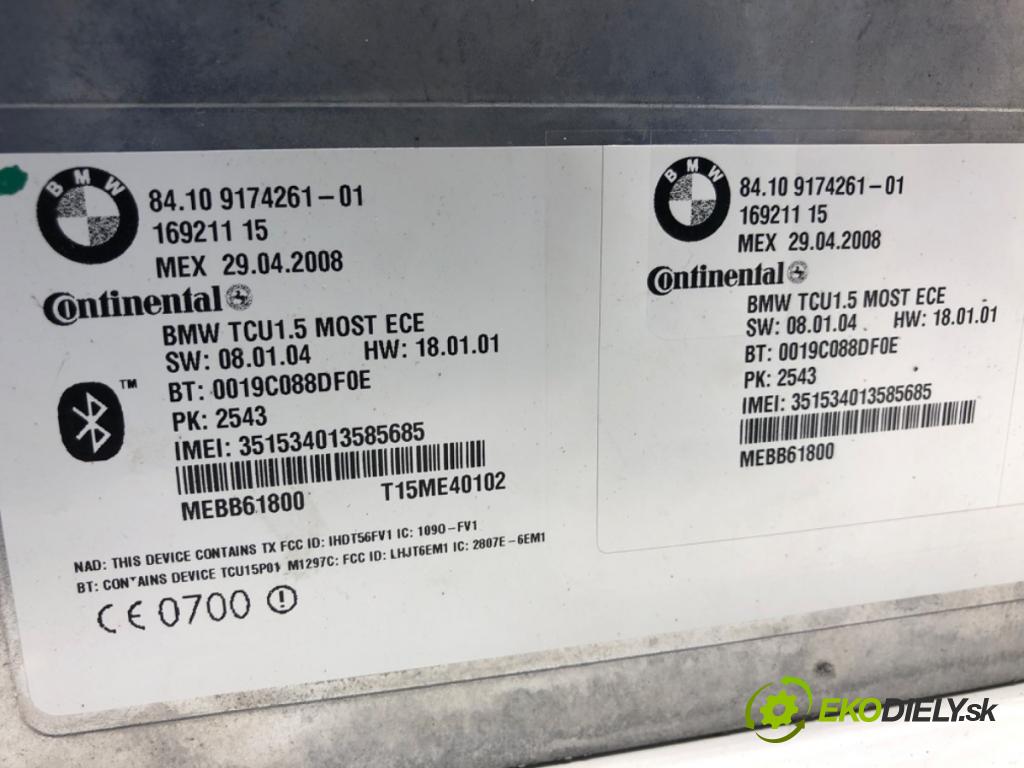 BMW
84.10 9174261-01
169211 15
MEX 29.04.2008
Continental
BMW TCU1.5 MOST ECE
SW: 08.01.04 HW: 18.01.01
BT: 0019C088DF0E
™
PK: 2543
IMEI: 351534013585685
MEBB61800 T15ME40102
NAD: THIS DEVICE CONTAINS TX FCC ID: IHDT56FV1 IC: 1090-FV1
BT: CONTAINS DEVICE TCU15P01 M1297C: FCC ID: LHJT6EM1 IC: 2807E-6EM1
CE 0700
BMW
84.10 9174261-01
169211 15
MEX 29.04.2008
Continental
BMW TCU1.5 MOST ECE
SW: 08.01.04 HW: 18.01.01
BT: 0019C088DF0E
PK: 2543
IMEI: 351534013585685
MEBB61800
EKODIELY.sk